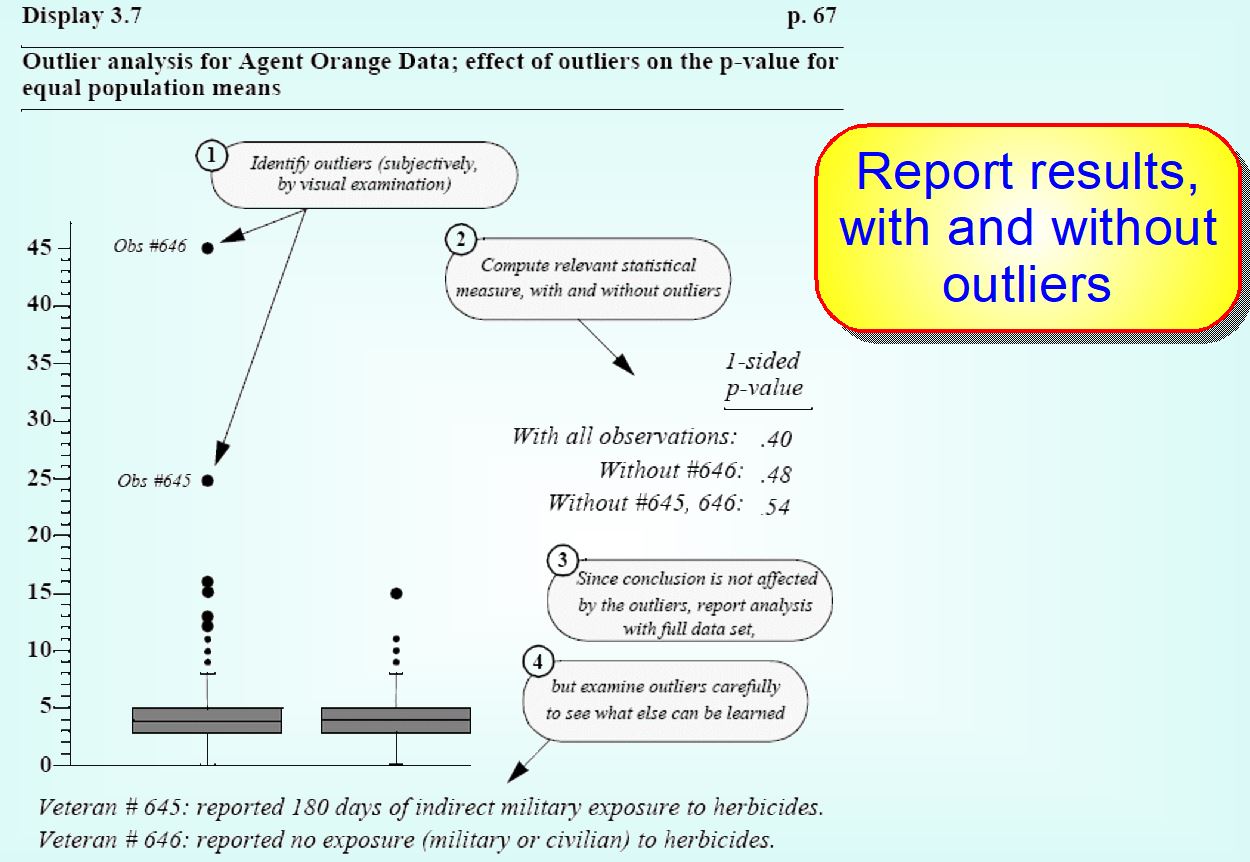 Display 3.7 p. 67
Outlier analysis for Agent Orange Data; effect of outliers on the p-value for
equal population means
1
Identify outliers (subjectively,
by visual examination)
Report results,
with and without
outliers
45
Obs #646
2
Compute relevant statistical
measure, with and without outliers
40
35
1-sided
p-value
30
With all observations: .40
Without #646: .48
Without #645, 646: .54
25
Obs #645
20
15
10
5
0
3
Since conclusion is not affected
by the outliers, report analysis
with full data set,
4
but examine outliers carefully
to see what else can be learned
Veteran # 645: reported 180 days of indirect military exposure to herbicides.
Veteran # 646: reported no exposure (military or civilian) to herbicides.